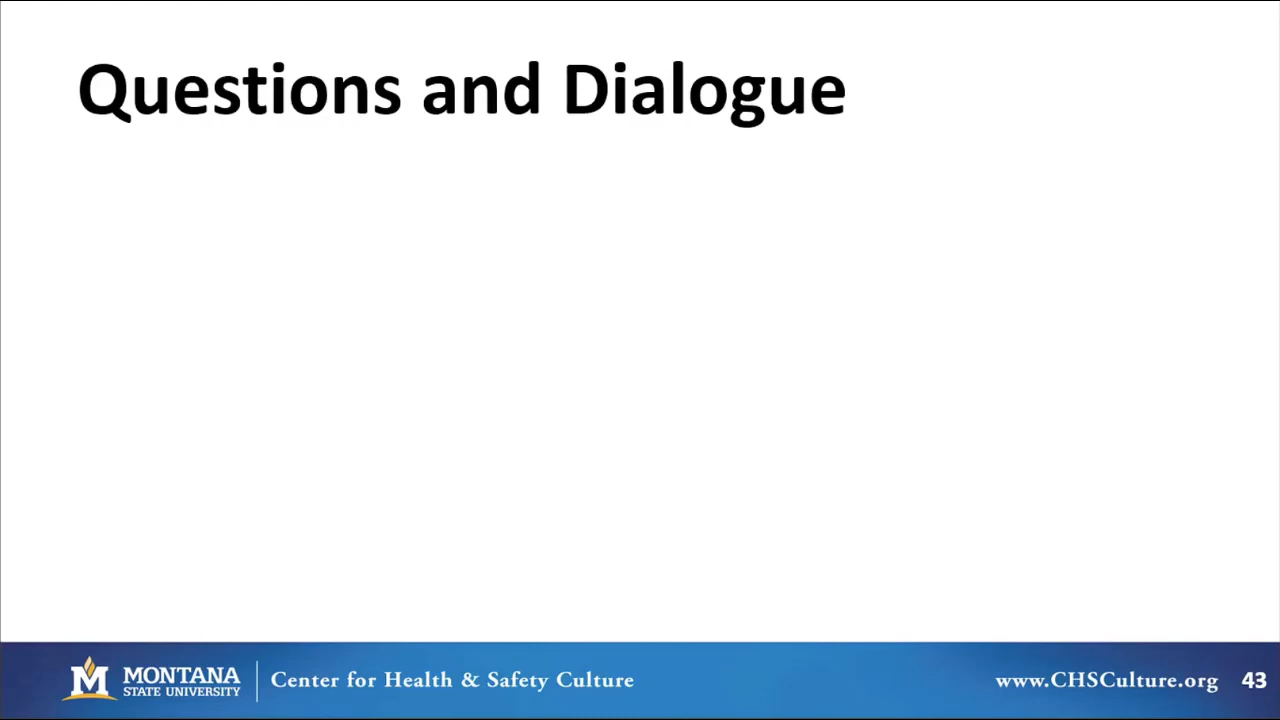 Questions and Dialogue
M MONTANA
STATE UNIVERSITY
Center for Health & Safety Culture
www.CHSCulture.org
43